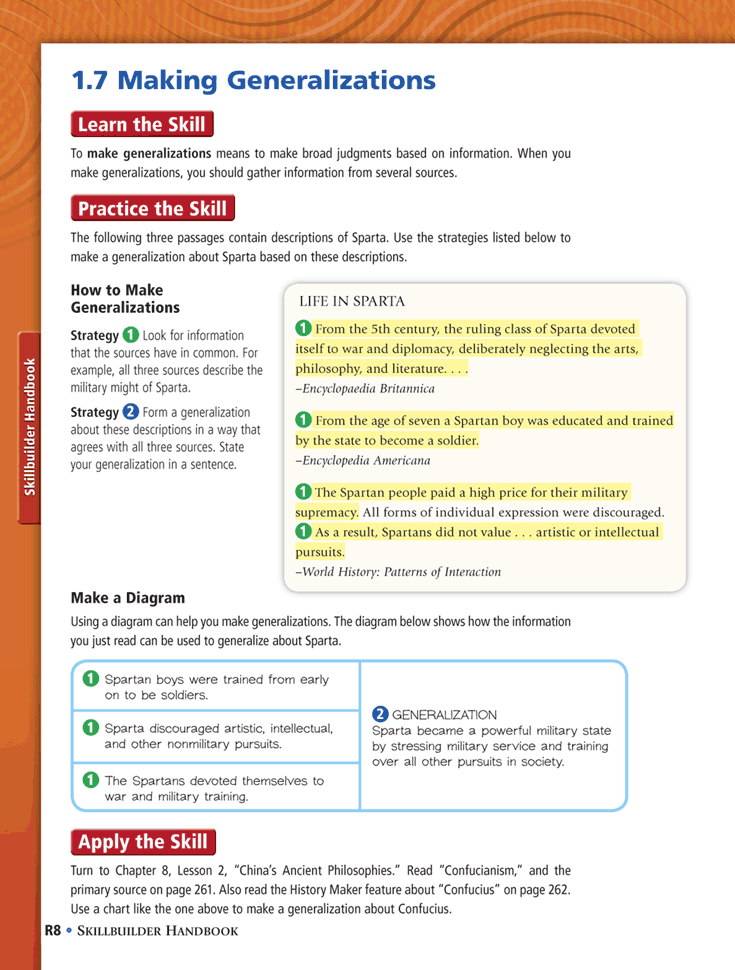 1.7 Making Generalizations
Learn the Skill
To make generalizations means to make broad judgments based on information. When you
make generalizations, you should gather information from several sources.
Practice the Skill
The following three passages contain descriptions of Sparta. Use the strategies listed below to
make a generalization about Sparta based on these descriptions.
How to Make
Generalizations
Strategy 1 Look for information
that the sources have in common. For
example, all three sources describe the
military might of Sparta.
Strategy 2 Form a generalization
about these descriptions in a way that
agrees with all three sources. State
your generalization in a sentence.
LIFE IN SPARTA
1 From the 5th century, the ruling class of Sparta devoted
itself to war and diplomacy, deliberately neglecting the arts,
philosophy, and literature. . . .
–Encyclopaedia Britannica
1 From the age of seven a Spartan boy was educated and trained
by the state to become a soldier.
–Encyclopedia Americana
1 The Spartan people paid a high price for their military
supremacy. All forms of individual expression were discouraged.
1 As a result, Spartans did not value . . . artistic or intellectual
pursuits.
–World History: Patterns of Interaction
Make a Diagram
Using a diagram can help you make generalizations. The diagram below shows how the information
you just read can be used to generalize about Sparta.
1 Spartan boys were trained from early
on to be soldiers.
1 Sparta discouraged artistic, intellectual,
and other nonmilitary pursuits.
1 The Spartans devoted themselves to
war and military training.
2 GENERALIZATION
Sparta became a powerful military state
by stressing military service and training
over all other pursuits in society.
Apply the Skill
Turn to Chapter 8, Lesson 2, “China’s Ancient Philosophies.” Read “Confucianism,” and the
primary source on page 261. Also read the History Maker feature about “Confucius” on page 262.
Use a chart like the one above to make a generalization about Confucius.
R8 • SKILLBUILDER HANDBOOK
Skillbuilder Handbook